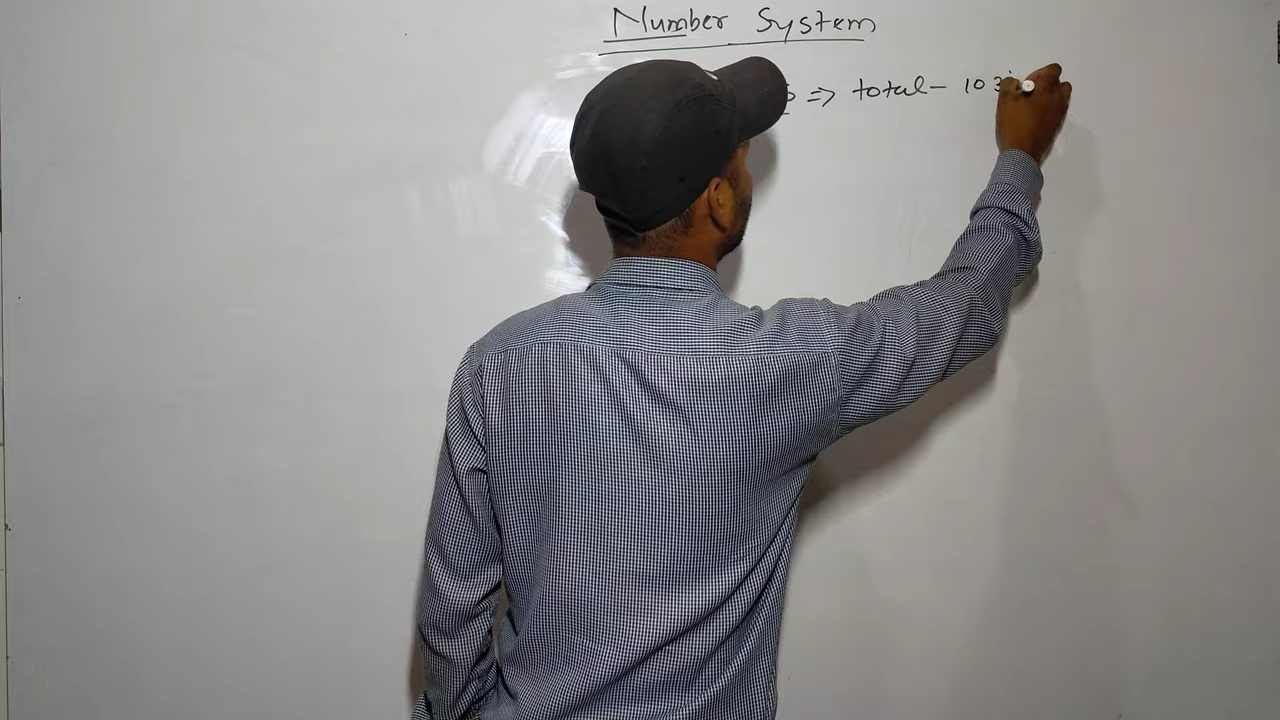 Number System
⇒ total - 10